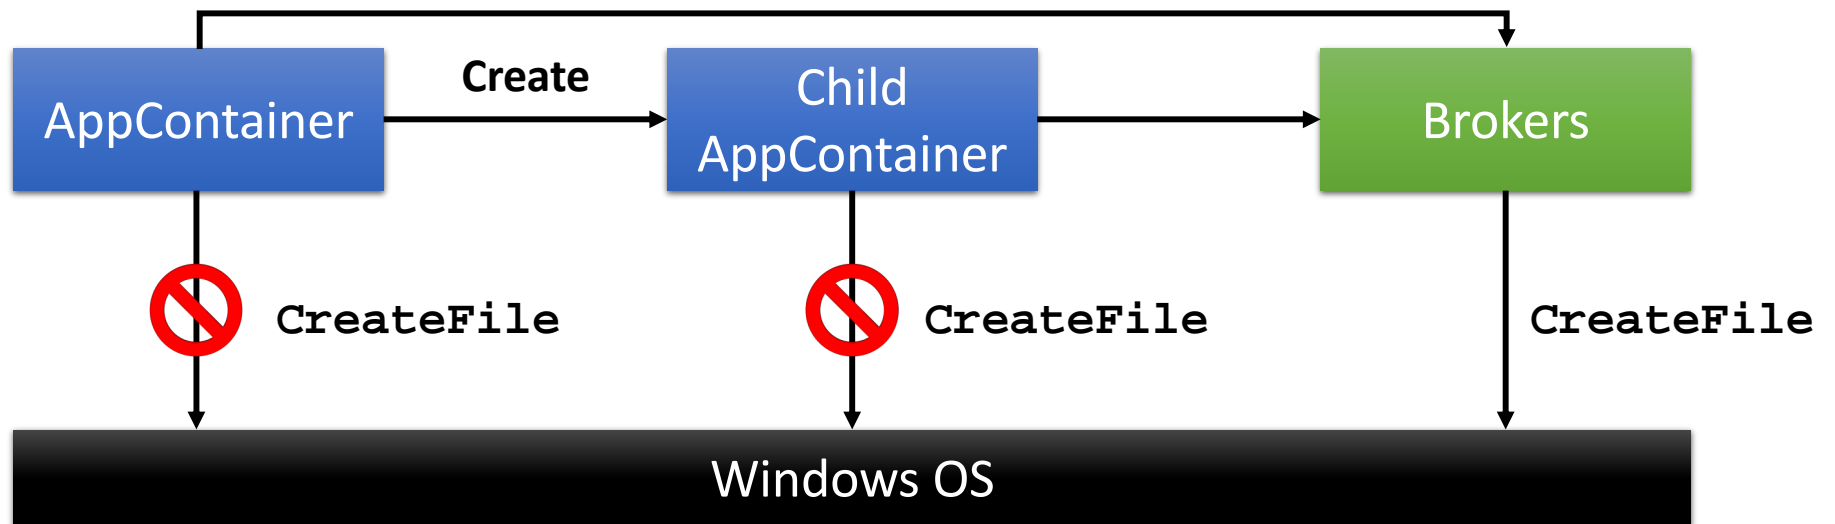 AppContainer
Create
Child
AppContainer
Brokers
CreateFile
CreateFile
CreateFile
Windows OS